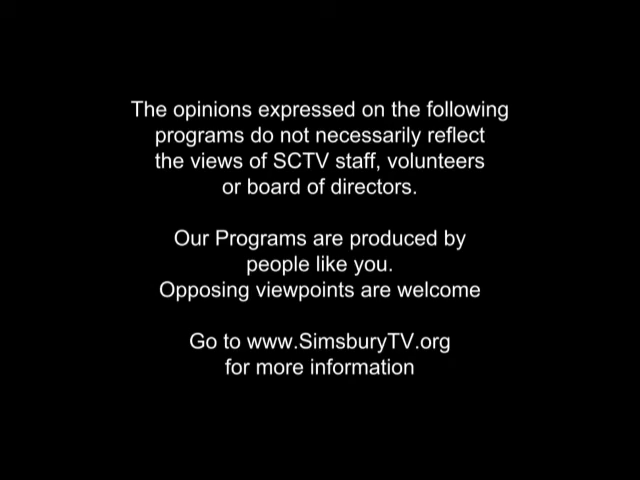 The opinions expressed on the following
programs do not necessarily reflect
the views of SCTV staff, volunteers
or board of directors.
Our Programs are produced by
people like you.
Opposing viewpoints are welcome
Go to www.SimsburyTV.org
for more information